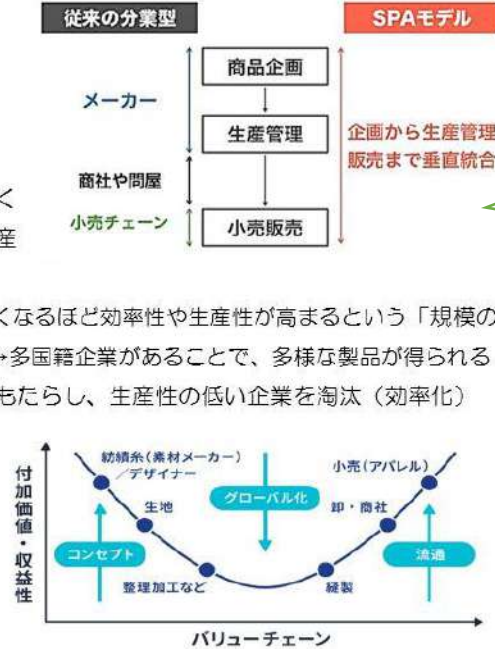 従来の分業型
SPAモデル
商品企画
メーカー
生産管理
企画から生産管理
販売まで垂直統合
商社や問屋
小売チェーン
小売販売
く
産
くなるほど効率性や生産性が高まるという「規模の
→多国籍企業があることで、多様な製品が得られる
もたらし、生産性の低い企業を淘汰（効率化）
付加価値・収益性
紡績糸（素材メーカー）
／デザイナー
小売（アパレル）
グローバル化
生地
卸・商社
コンセプト
流通
整理加工など
縫製
バリューチェーン